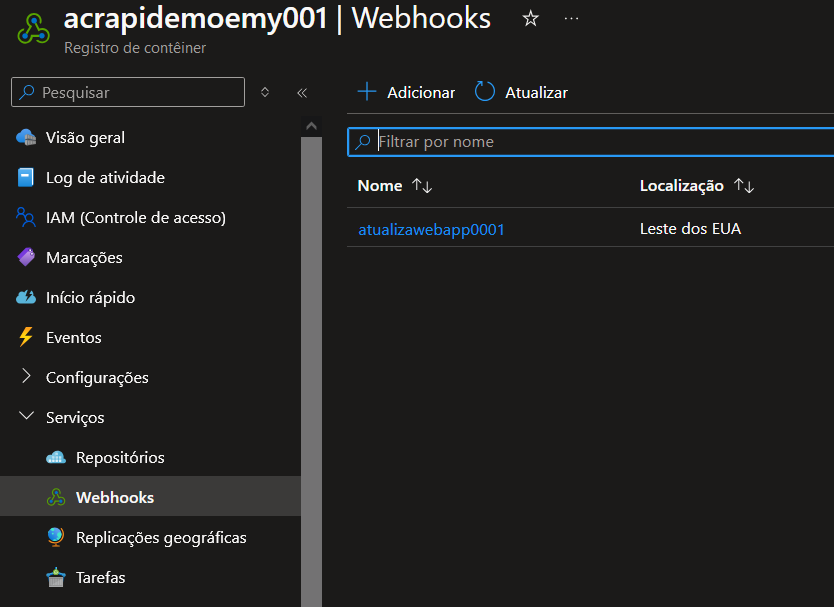 acrapidemoemy001 | Webhooks
Registro de contêiner
Pesquisar
Adicionar
Atualizar
Visão geral
Log de atividade
IAM (Controle de acesso)
Marcações
Início rápido
Eventos
Configurações
Serviços
Repositórios
Webhooks
Replicações geográficas
Tarefas
Filtrar por nome
Nome
Localização
atualizawebapp0001
Leste dos EUA